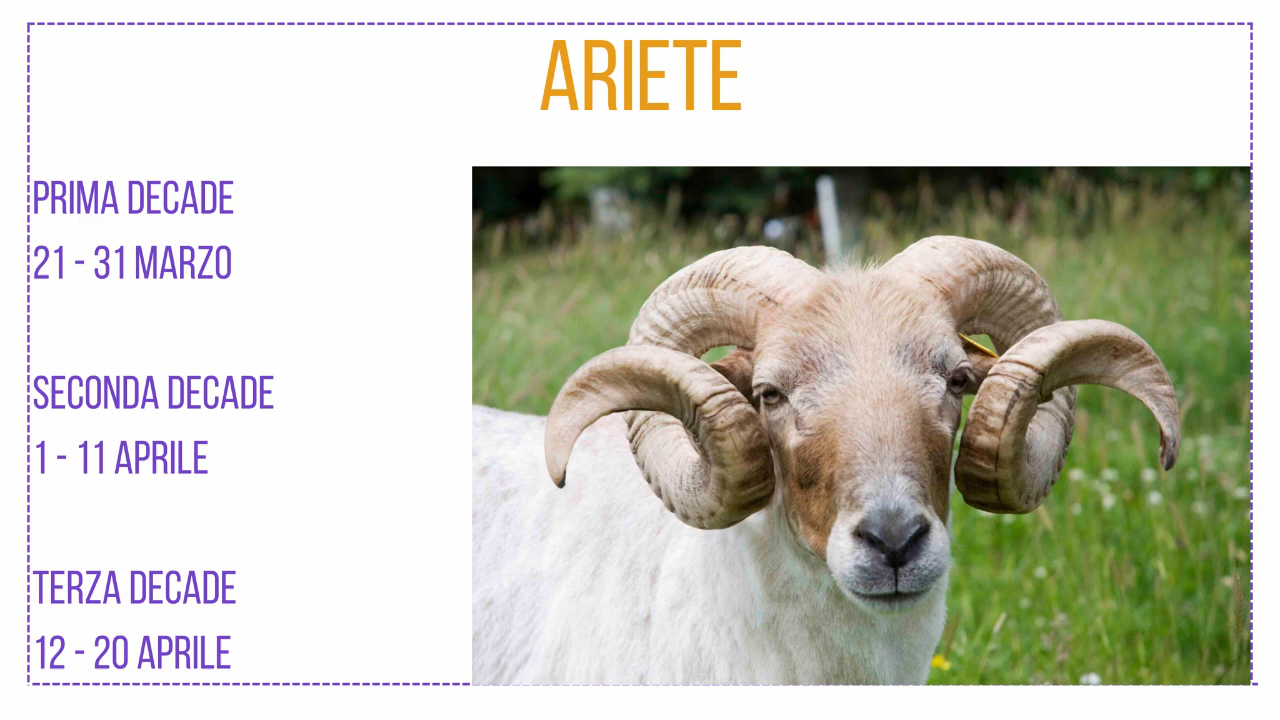 ARIETE
PRIMA DECADE
21 - 31 MARZO
SECONDA DECADE
1 - 11 APRILE
TERZA DECADE
12 - 20 APRILE